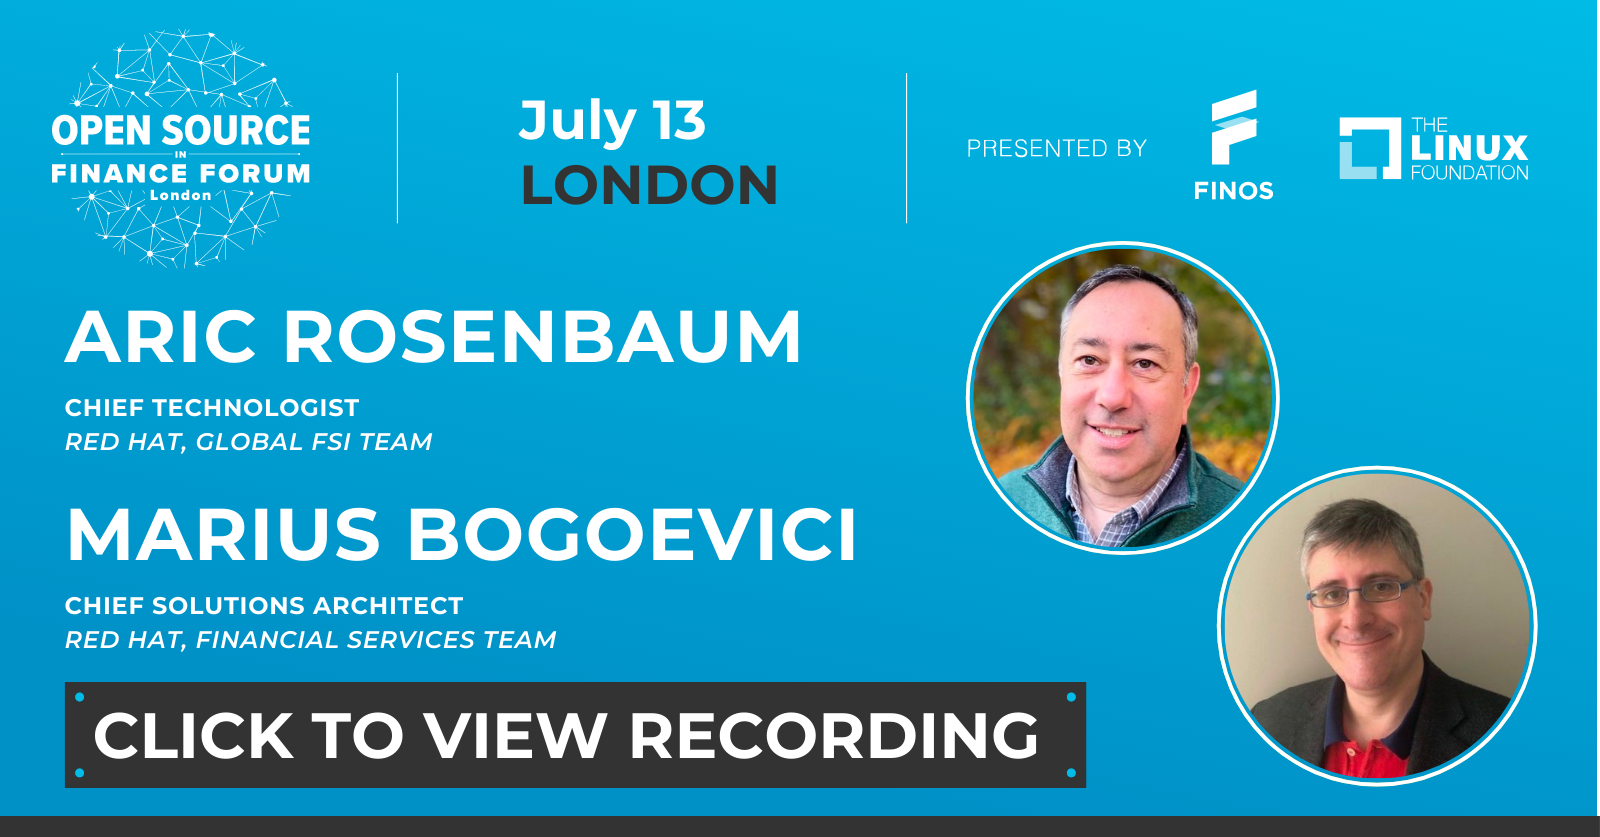 OPEN SOURCE
IN
FINANCE FORUM
London
July 13
LONDON
PRESENTED BY
FINOS
THE
LINUX
FOUNDATION
ARIC ROSENBAUM
CHIEF TECHNOLOGIST
RED HAT, GLOBAL FSI TEAM
MARIUS BOGOEVICI
CHIEF SOLUTIONS ARCHITECT
RED HAT, FINANCIAL SERVICES TEAM
CLICK TO VIEW RECORDING